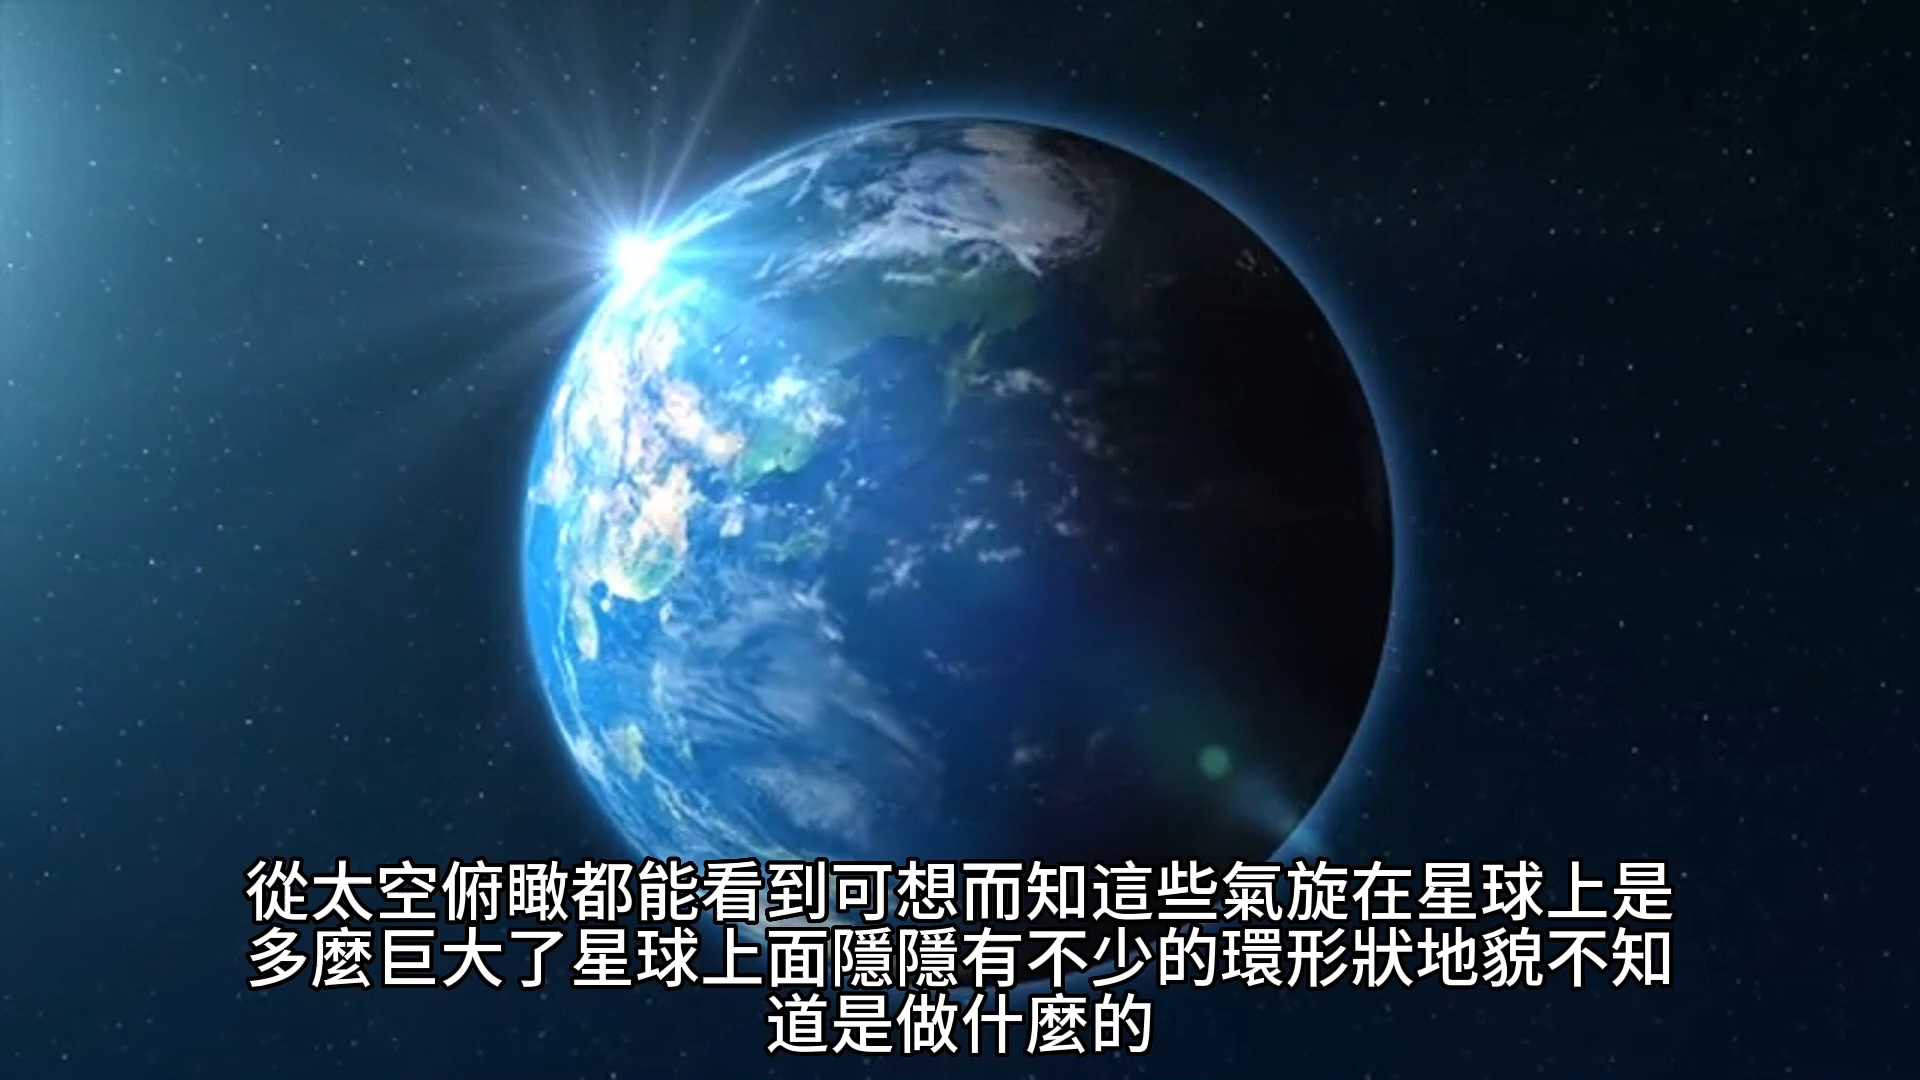 從太空俯瞰都能看到可想而知這些氣旋在星球上是
多麼巨大了星球上面隱隱有不少的環形狀地貌不知
道是做什麼的